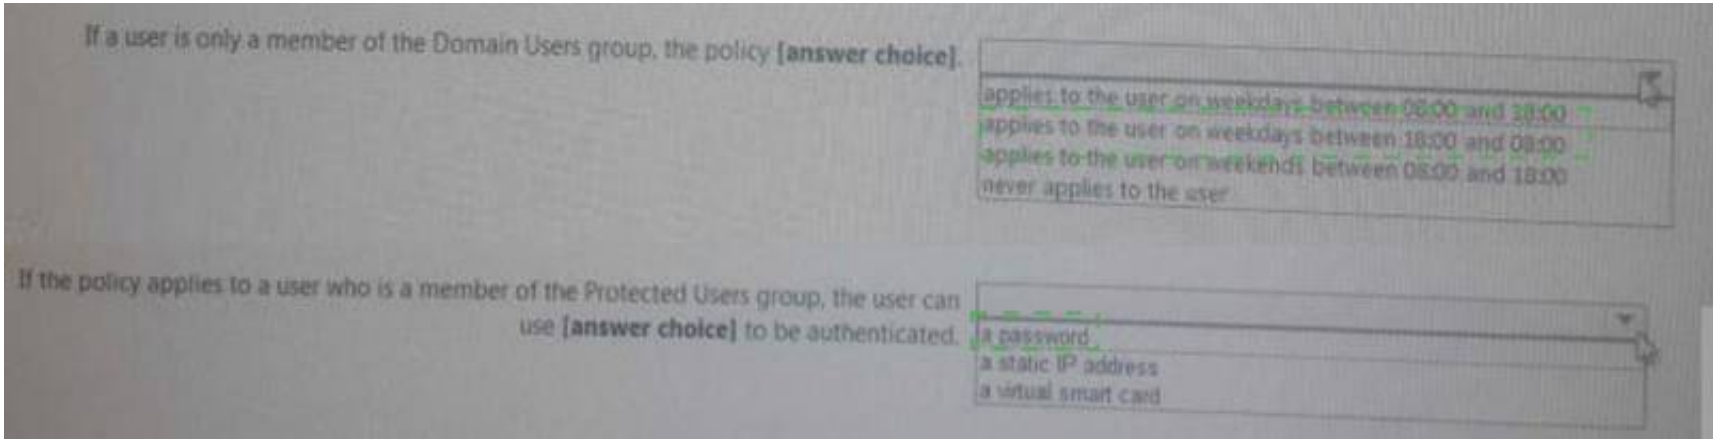 If a user is only a member of the Domain Users group, the policy [answer choice].
applies to the user on weekdays between 08:00 and 18:00
applies to the user on weekdays between 18:00 and 08:00
applies to the user on weekends between 08:00 and 18:00
never applies to the user
If the policy applies to a user who is a member of the Protected Users group, the user can
use [answer choice] to be authenticated.
a password
a static IP address
a virtual smart card